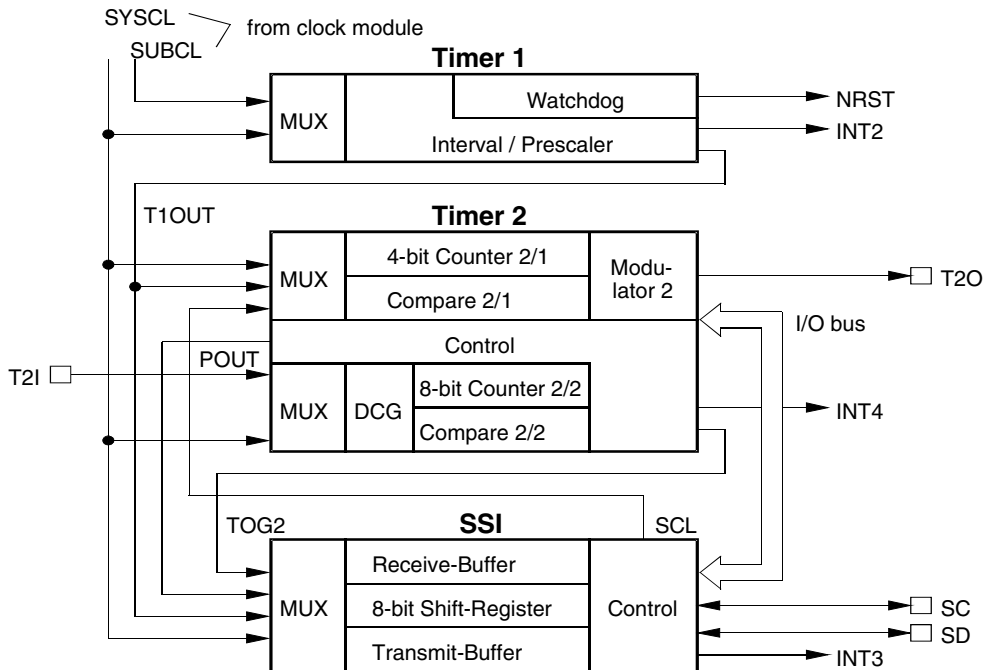 SYSCL
from clock module
SUBCL
Timer 1
Watchdog
NRST
MUX
INT2
Interval / Prescaler
T1OUT
Timer 2
4-bit Counter 2/1
Modu-
lator 2
MUX
T2O
Compare 2/1
I/O bus
Control
POUT
T2I
8-bit Counter 2/2
MUX
DCG
INT4
Compare 2/2
TOG2
SSI
SCL
Receive-Buffer
MUX
8-bit Shift-Register
Control
SC
SD
Transmit-Buffer
INT3